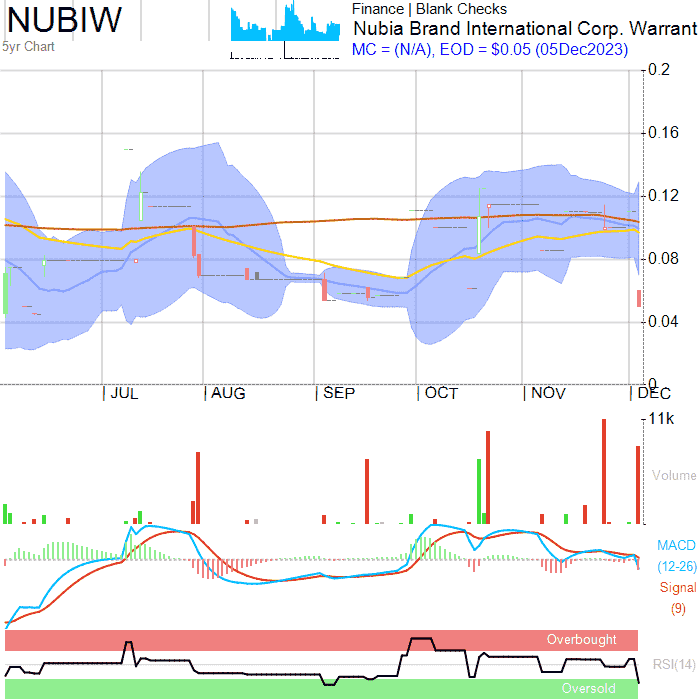 NUBIW
5yr Chart
Finance | Blank Checks
Nubia Brand International Corp. Warrant
MC = (N/A), EOD = $0.05 (05Dec2023)
0.2
0.16
0.12
0.08
0.04
0
JUL
AUG
SEP
OCT
NOV
DEC
11k
Volume
MACD
(12-26)
Signal
(9)
Overbought
RSI(14)
Oversold